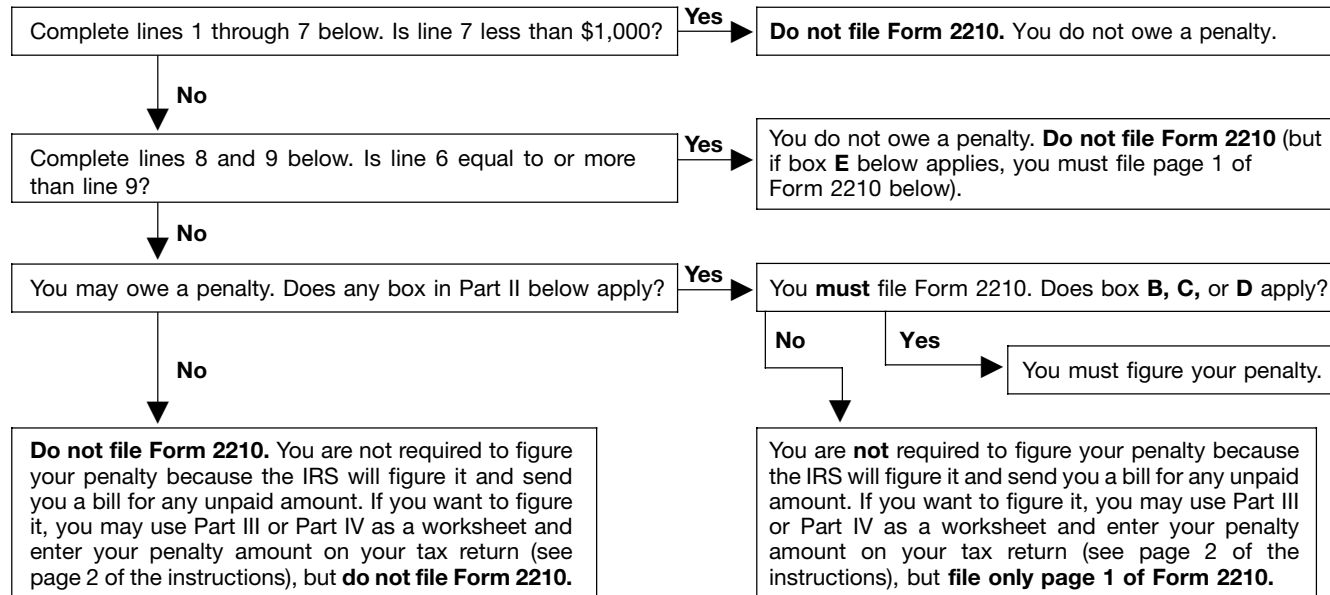 Complete lines 1 through 7 below. Is line 7 less than $1,000?
Yes
Do not file Form 2210. You do not owe a penalty.
No
Complete lines 8 and 9 below. Is line 6 equal to or more
than line 9?
Yes
You do not owe a penalty. Do not file Form 2210 (but
if box E below applies, you must file page 1 of
Form 2210 below).
No
You may owe a penalty. Does any box in Part II below apply?
Yes
You must file Form 2210. Does box B, C, or D apply?
No
Yes
You must figure your penalty.
No
Do not file Form 2210. You are not required to figure
your penalty because the IRS will figure it and send
you a bill for any unpaid amount. If you want to figure
it, you may use Part III or Part IV as a worksheet and
enter your penalty amount on your tax return (see
page 2 of the instructions), but do not file Form 2210.
You are not required to figure your penalty because
the IRS will figure it and send you a bill for any unpaid
amount. If you want to figure it, you may use Part III
or Part IV as a worksheet and enter your penalty
amount on your tax return (see page 2 of the
instructions), but file only page 1 of Form 2210.